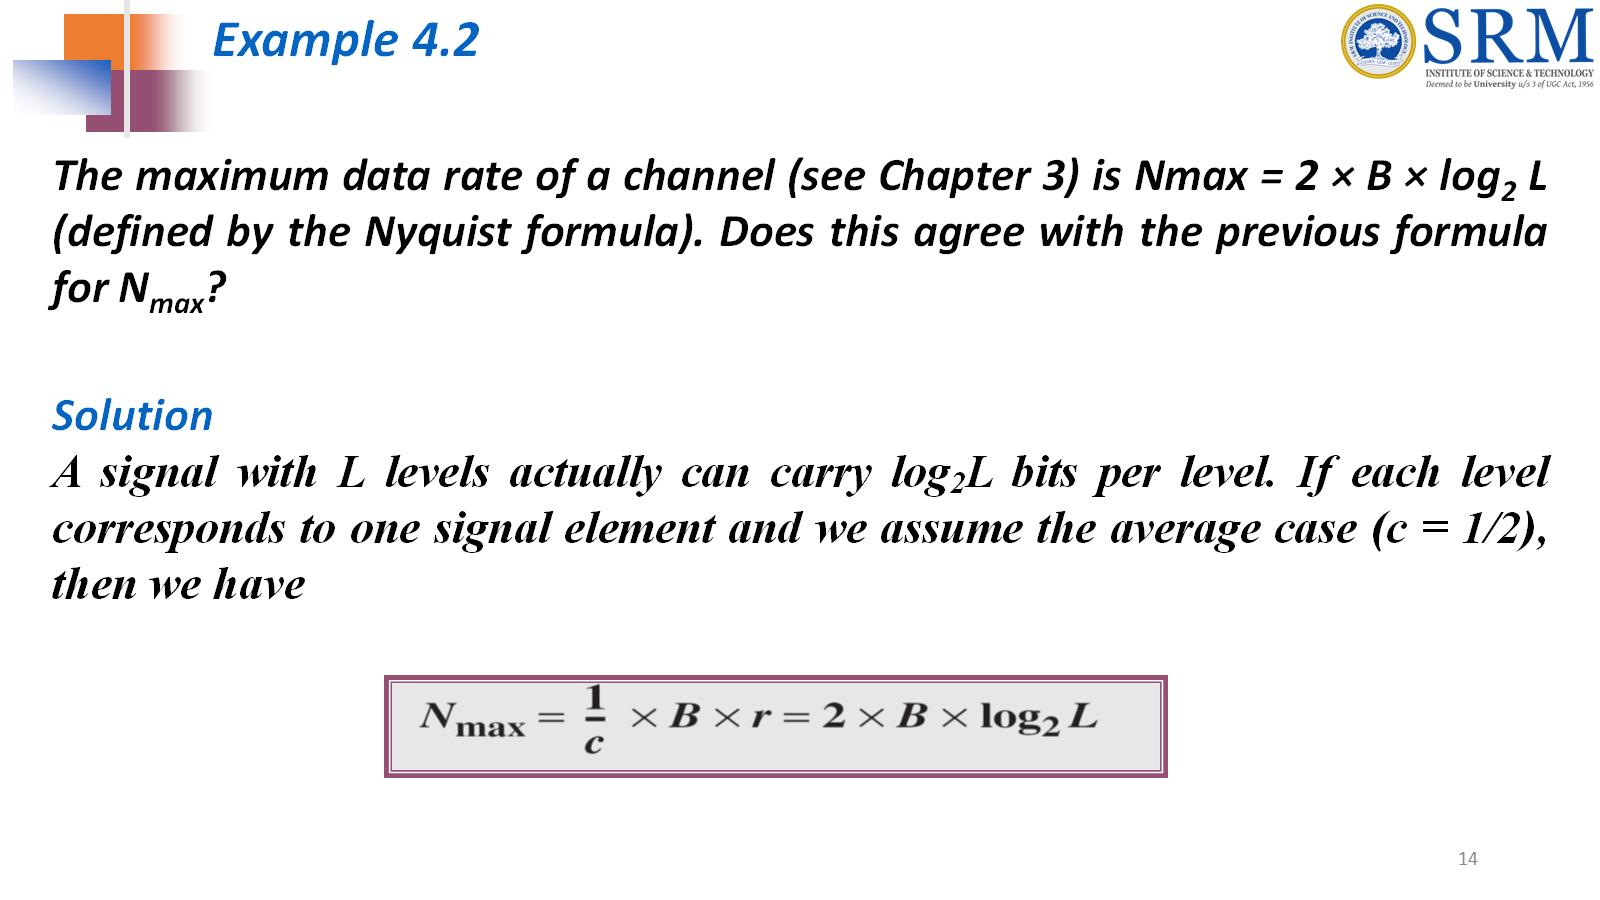 Example 4.2
SRM
INSTITUTE OF SCIENCE & TECHNOLOGY
Deemed to be University u/s 3 of UGC Act, 1956
The maximum data rate of a channel (see Chapter 3) is Nmax = 2 × B × log₂ L
(defined by the Nyquist formula). Does this agree with the previous formula
for Nmax?
Solution
A signal with L levels actually can carry log₂L bits per level. If each level
corresponds to one signal element and we assume the average case (c = 1/2),
then we have
Nmax = 1/c × B × r = 2 × B × log₂ L
14